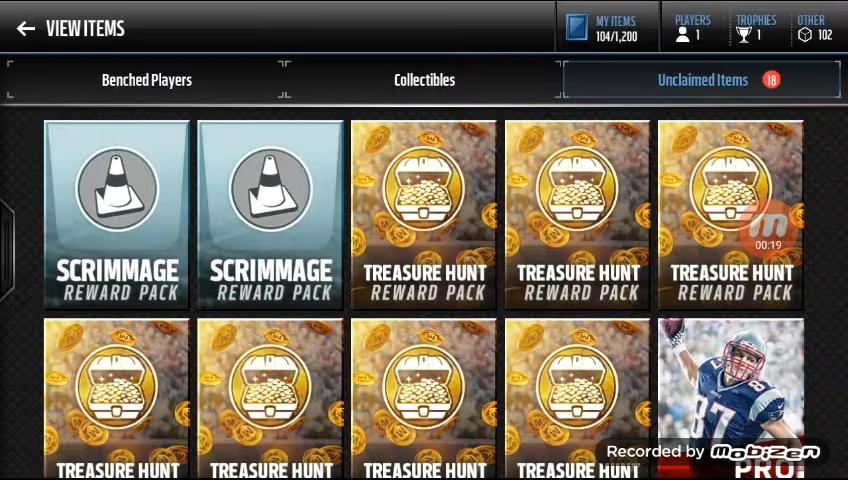 VIEW ITEMS
MY ITEMS
104/1,200
PLAYERS
1
TROPHIES
1
OTHER
102
Benched Players
Collectibles
Unclaimed Items
18
SCRIMMAGE
REWARD PACK
SCRIMMAGE
REWARD PACK
TREASURE HUNT
REWARD PACK
TREASURE HUNT
REWARD PACK
TREASURE HUNT
REWARD PACK
00:19
TREASURE HUNT
TREASURE HUNT
TREASURE HUNT
TREASURE HUNT
87
PRO
Recorded by mobizen